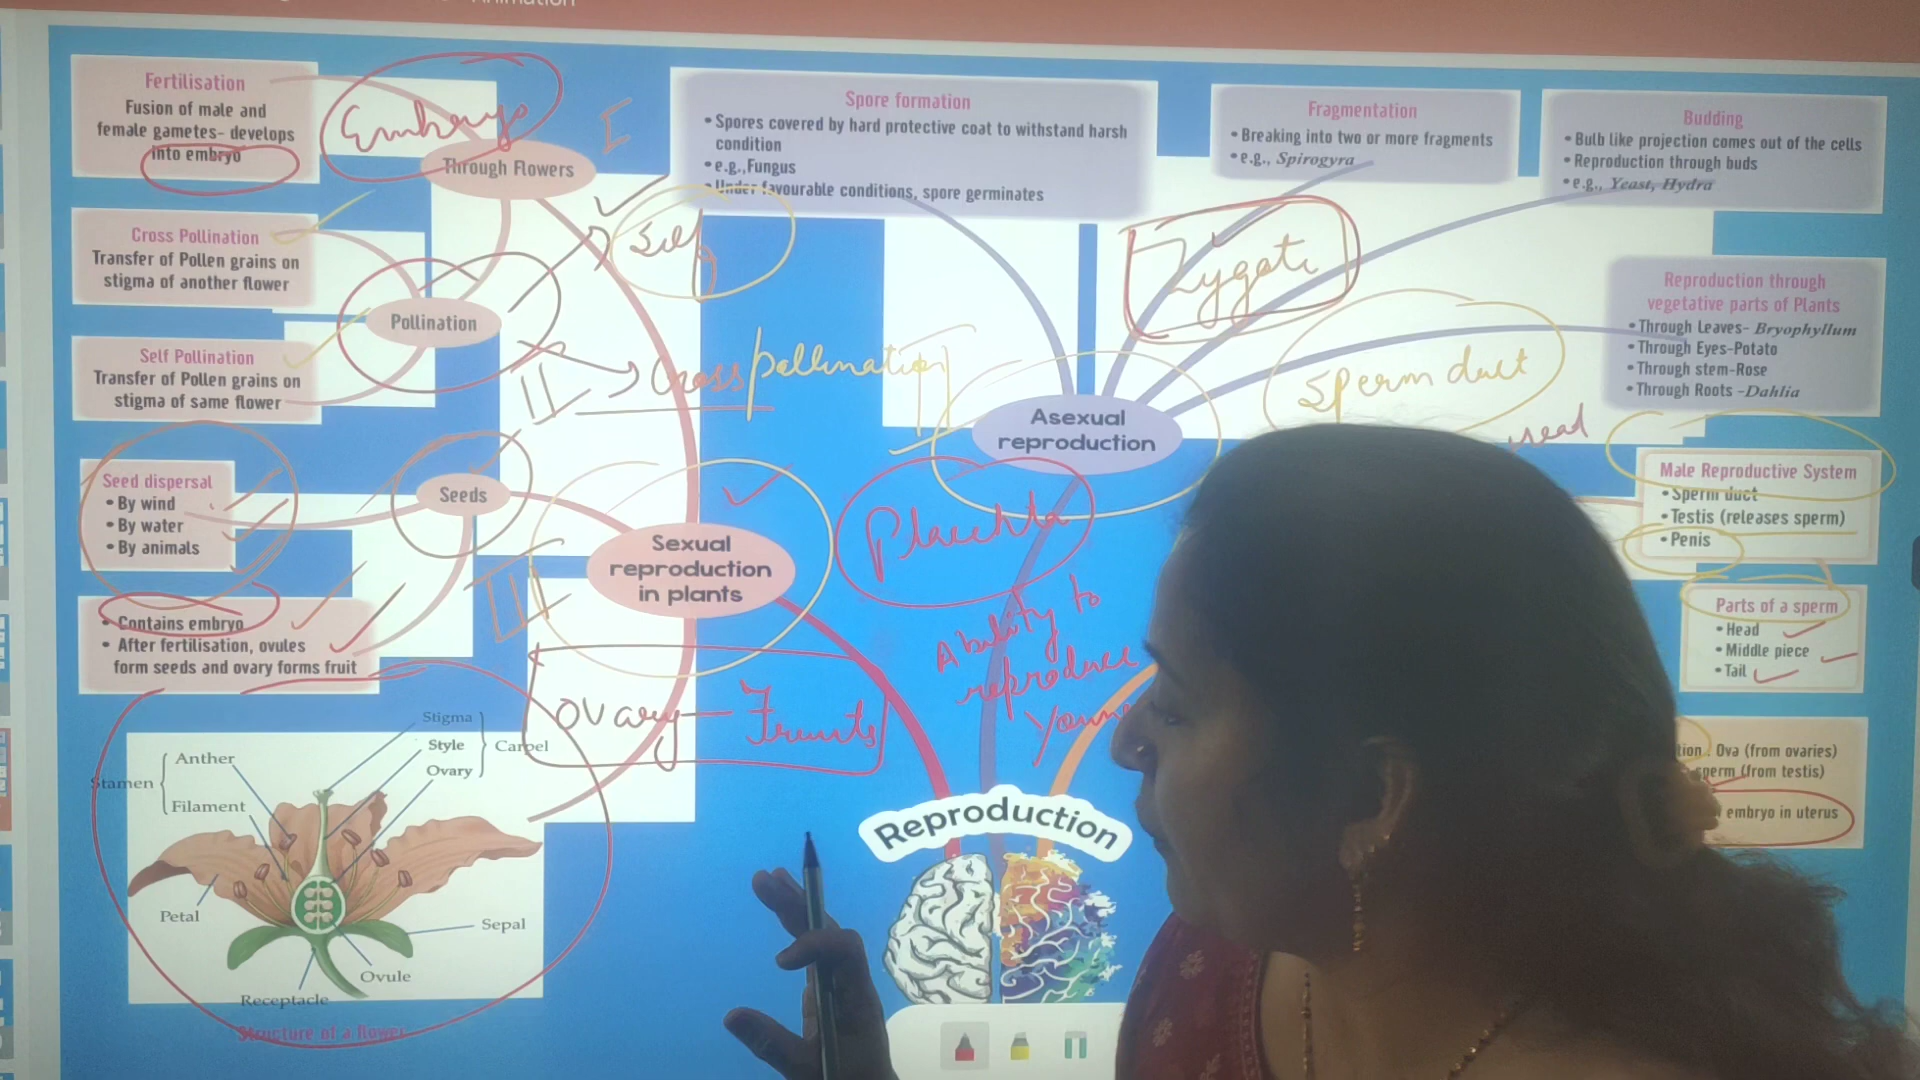 Animation
Fertilisation
Fusion of male and
female gametes- develops
into embryo
Embryo
I
Through Flowers
Spore formation
• Spores covered by hard protective coat to withstand harsh
condition
• e.g.,Fungus
• Under favourable conditions, spore germinates
Fragmentation
• Breaking into two or more fragments
• e.g., Spirogyra
Budding
• Bulb like projection comes out of the cells
• Reproduction through buds
• e.g., Yeast, Hydra
Cross Pollination
Transfer of Pollen grains on
stigma of another flower
Self
Zygote
Reproduction through
vegetative parts of Plants
• Through Leaves- Bryophyllum
• Through Eyes-Potato
• Through stem-Rose
• Through Roots -Dahlia
Pollination
Self Pollination
Transfer of Pollen grains on
stigma of same flower
II
Cross pollination
Sperm duct
Asexual
reproduction
Male Reproductive System
• Sperm duct
• Testis (releases sperm)
• Penis
Seed dispersal
• By wind
• By water
• By animals
Seeds
Sexual
reproduction
in plants
Placenta
III
• Contains embryo
• After fertilisation, ovules
form seeds and ovary forms fruit
Ability to
reproduce
Parts of a sperm
• Head
• Middle piece
• Tail
Ovary — Fruits
Stigma
Style
Ovary
Carpel
Anther
Stamen
Filament
Petal
Sepal
Ovule
Receptacle
Structure of a flower
Reproduction
Ova (from ovaries)
sperm (from testis)
embryo in uterus